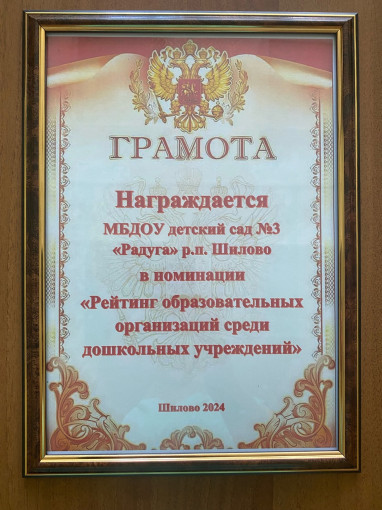 ГРАМОТА
Награждается
МБДОУ детский сад №3
«Радуга» р.п. Шилово
в номинации
«Рейтинг образовательных
организаций среди
дошкольных учреждений»
Шилово 2024